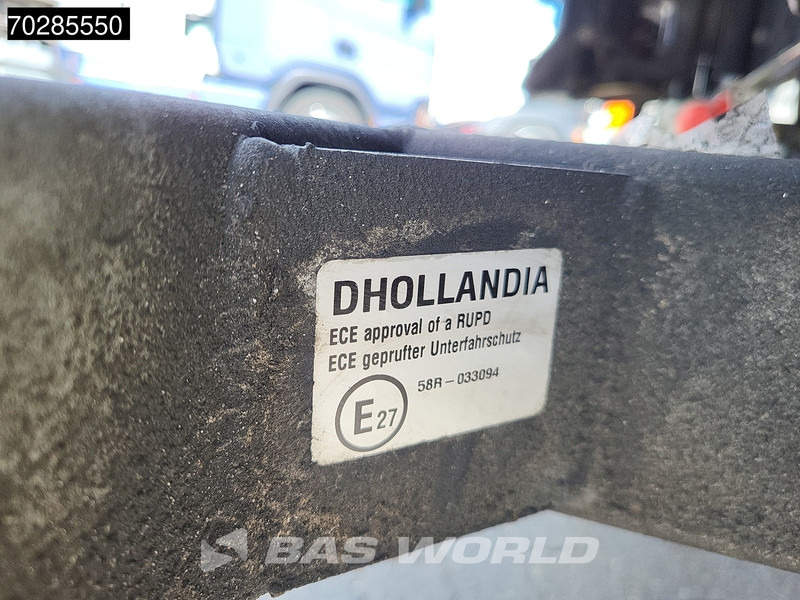 70285550
DHOLLANDIA
ECE approval of a RUPD
ECE geprufter Unterfahrschutz
58R-033094
E27
BAS WORLD